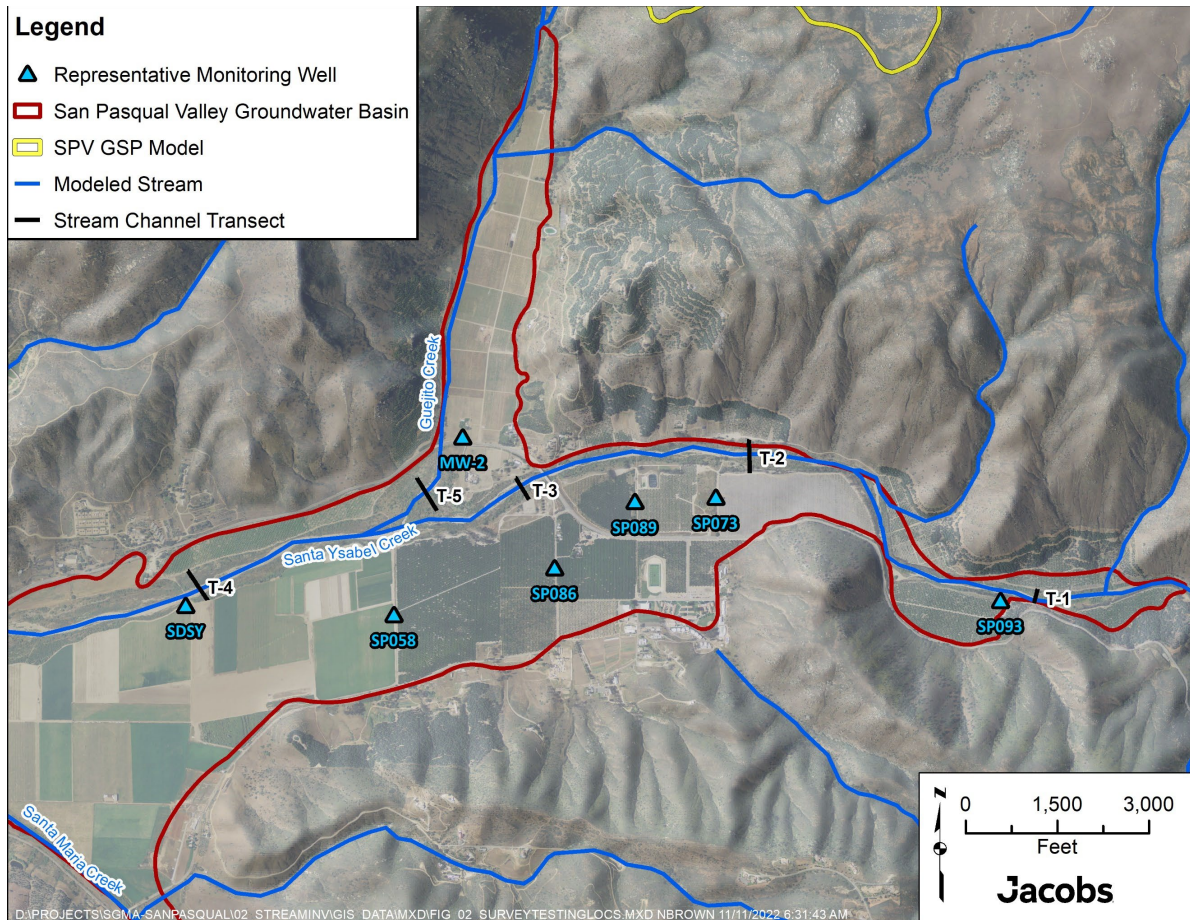 Legend
Representative Monitoring Well
San Pasqual Valley Groundwater Basin
SPV GSP Model
Modeled Stream
Stream Channel Transect
Guejito Creek
MW-2
T-2
T-5
T-3
SP089
SP073
Santa Ysabel Creek
T-4
SP086
SDSY
SP058
SP093
T-1
Santa Maria Creek
N
0 1,500 3,000
Feet
Jacobs
D:\PROJECTS\SGMA-SANPASQUAL\02_STREAMINV\GIS_DATA\MXD\FIG_02_SURVEYTESTINGLOCS.MXD NBROWN 11/11/2022 6:31:43 AM